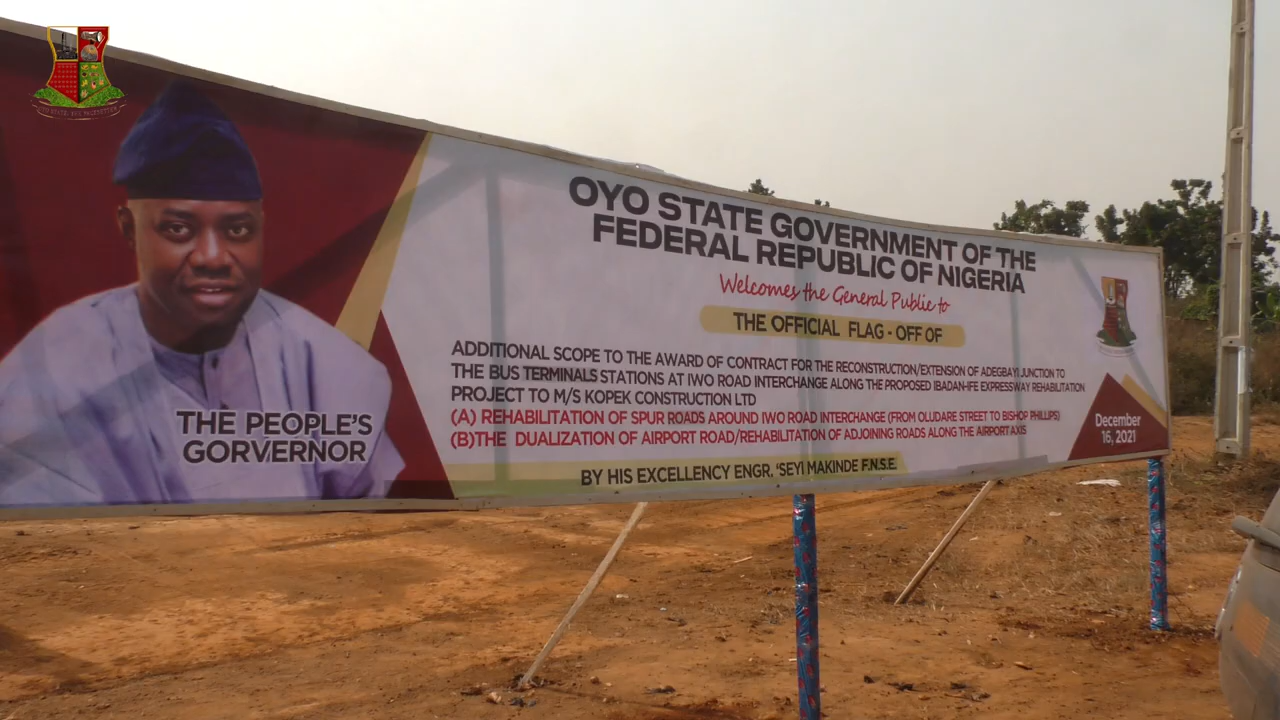 THE PEOPLE'S
GORVERNOR
OYO STATE GOVERNMENT OF THE
FEDERAL REPUBLIC OF NIGERIA
Welcomes the General Public to
THE OFFICIAL FLAG - OFF OF
ADDITIONAL SCOPE TO THE AWARD OF CONTRACT FOR THE RECONSTRUCTION/EXTENSION OF ADEGBAYI JUNCTION TO
THE BUS TERMINALS STATIONS AT IWO ROAD INTERCHANGE ALONG THE PROPOSED IBADAN-IFE EXPRESSWAY REHABILITATION
PROJECT TO M/S KOPEK CONSTRUCTION LTD
(A) REHABILITATION OF SPUR ROADS AROUND IWO ROAD INTERCHANGE (FROM OLUDARE STREET TO BISHOP PHILLIPS)
(B)THE DUALIZATION OF AIRPORT ROAD/REHABILITATION OF ADJOINING ROADS ALONG THE AIRPORT AXIS
BY HIS EXCELLENCY ENGR. 'SEYI MAKINDE F.N.S.E.
December
16, 2021